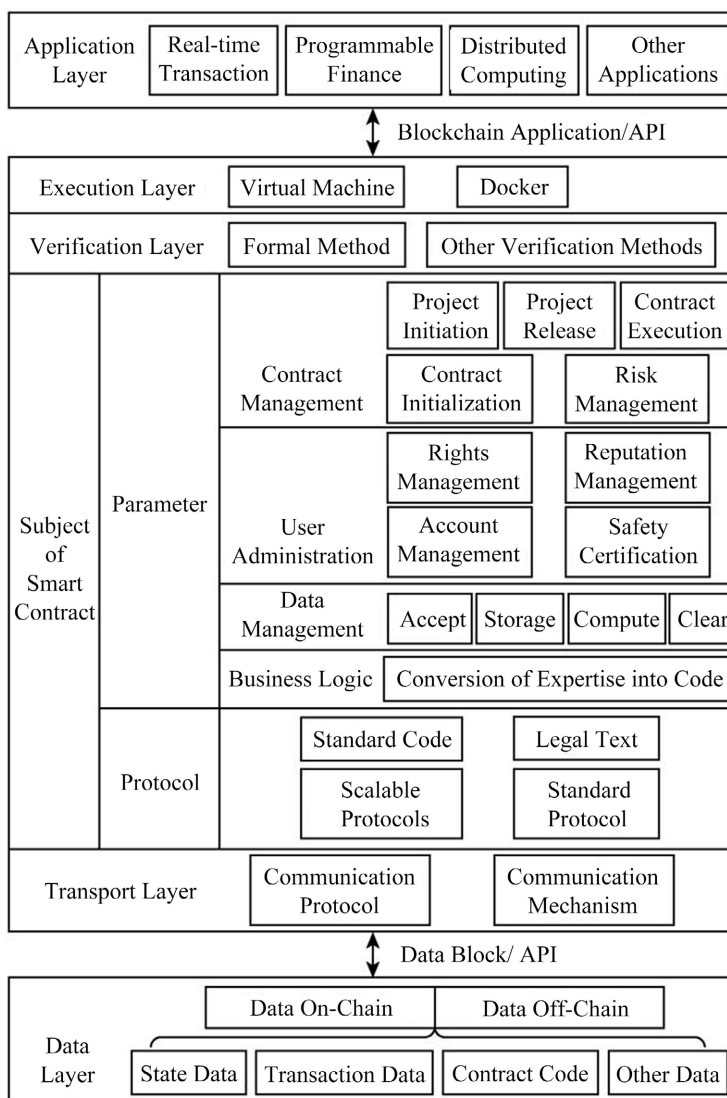 Application
Layer
Real-time
Transaction
Programmable
Finance
Distributed
Computing
Other
Applications
Blockchain Application/API
Execution Layer
Virtual Machine
Docker
Verification Layer
Formal Method
Other Verification Methods
Subject
of
Smart
Contract
Parameter
Contract
Management
Project
Initiation
Project
Release
Contract
Execution
Contract
Initialization
Risk
Management
User
Administration
Rights
Management
Reputation
Management
Account
Management
Safety
Certification
Data
Management
Accept
Storage
Compute
Clear
Business Logic
Conversion of Expertise into Code
Protocol
Standard Code
Legal Text
Scalable
Protocols
Standard
Protocol
Transport Layer
Communication
Protocol
Communication
Mechanism
Data Block/ API
Data
Layer
Data On-Chain
Data Off-Chain
State Data
Transaction Data
Contract Code
Other Data